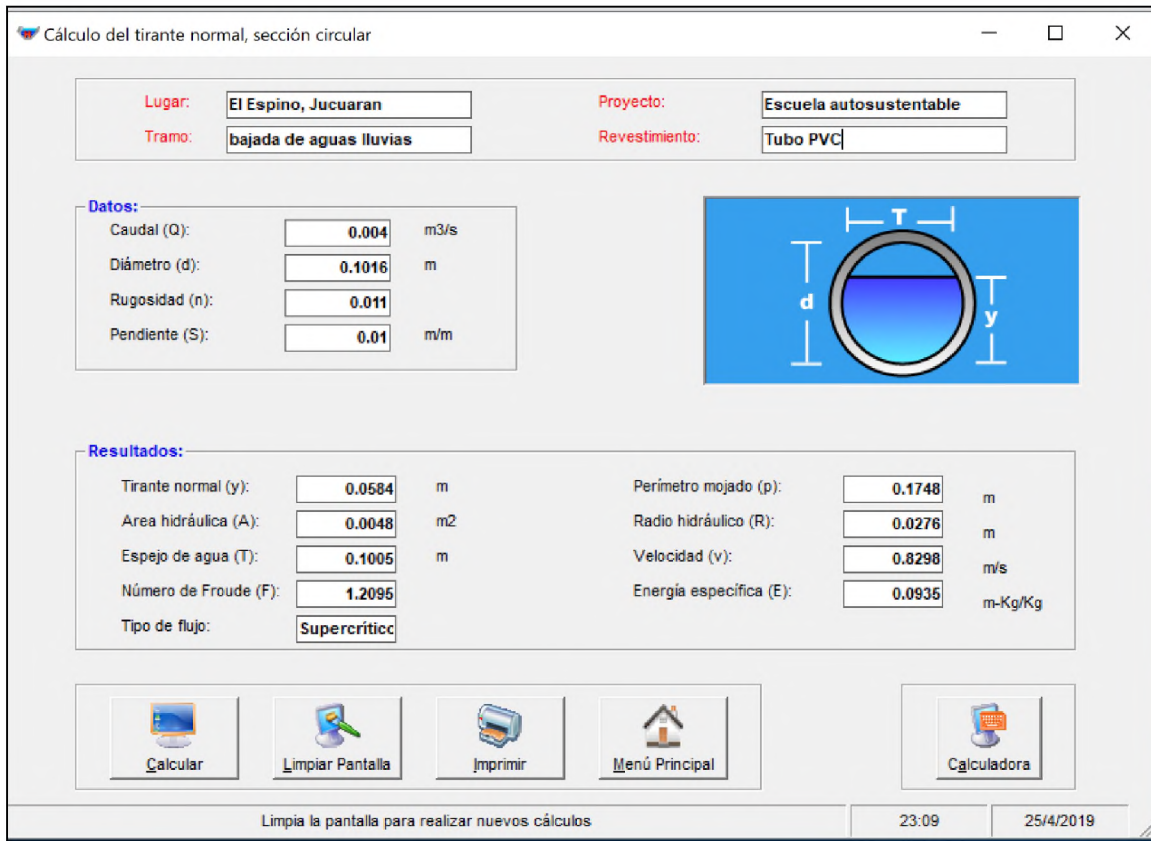 Cálculo del tirante normal, sección circular
Lugar: El Espino, Jucuaran Proyecto: Escuela autosustentable
Tramo: bajada de aguas lluvias Revestimiento: Tubo PVC
Datos:
Caudal (Q): 0.004 m3/s
Diámetro (d): 0.1016 m
Rugosidad (n): 0.011
Pendiente (S): 0.01 m/m
T
d
y
Resultados:
Tirante normal (y): 0.0584 m Perímetro mojado (p): 0.1748 m
Area hidráulica (A): 0.0048 m2 Radio hidráulico (R): 0.0276 m
Espejo de agua (T): 0.1005 m Velocidad (v): 0.8298 m/s
Número de Froude (F): 1.2095 Energía específica (E): 0.0935 m-Kg/Kg
Tipo de flujo: Supercrítico
Calcular Limpiar Pantalla Imprimir Menú Principal Calculadora
Limpia la pantalla para realizar nuevos cálculos 23:09 25/4/2019